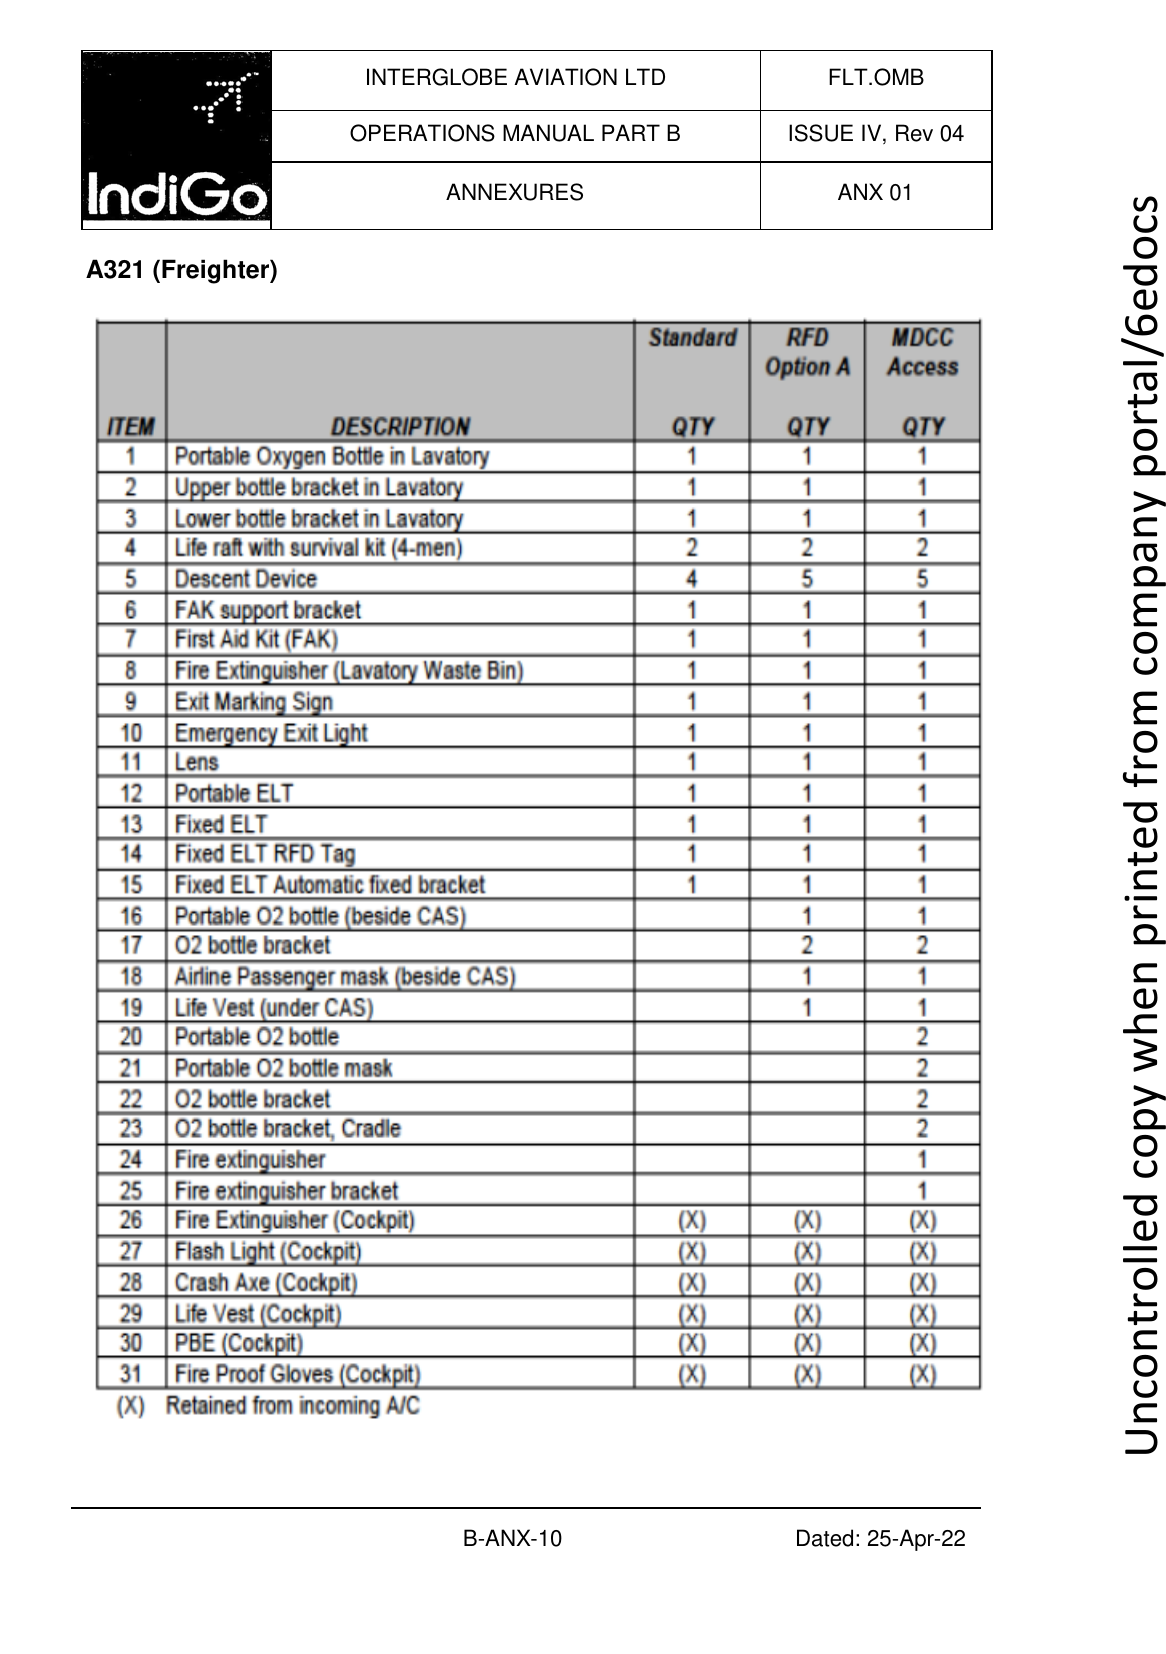 INTERGLOBE AVIATION LTD FLT.OMB
OPERATIONS MANUAL PART B ISSUE IV, Rev 04
IndiGo ANNEXURES ANX 01
A321 (Freighter)
Standard RFD MDCC
Option A Access
ITEM DESCRIPTION QTY QTY QTY
1 Portable Oxygen Bottle in Lavatory 1 1 1
2 Upper bottle bracket in Lavatory 1 1 1
3 Lower bottle bracket in Lavatory 1 1 1
4 Life raft with survival kit (4-men) 2 2 2
5 Descent Device 4 5 5
6 FAK support bracket 1 1 1
7 First Aid Kit (FAK) 1 1 1
8 Fire Extinguisher (Lavatory Waste Bin) 1 1 1
9 Exit Marking Sign 1 1 1
10 Emergency Exit Light 1 1 1
11 Lens 1 1 1
12 Portable ELT 1 1 1
13 Fixed ELT 1 1 1
14 Fixed ELT RFD Tag 1 1 1
15 Fixed ELT Automatic fixed bracket 1 1 1
16 Portable O2 bottle (beside CAS) 1 1
17 O2 bottle bracket 2 2
18 Airline Passenger mask (beside CAS) 1 1
19 Life Vest (under CAS) 1 1
20 Portable O2 bottle 2
21 Portable O2 bottle mask 2
22 O2 bottle bracket 2
23 O2 bottle bracket, Cradle 2
24 Fire extinguisher 1
25 Fire extinguisher bracket 1
26 Fire Extinguisher (Cockpit) (X) (X) (X)
27 Flash Light (Cockpit) (X) (X) (X)
28 Crash Axe (Cockpit) (X) (X) (X)
29 Life Vest (Cockpit) (X) (X) (X)
30 PBE (Cockpit) (X) (X) (X)
31 Fire Proof Gloves (Cockpit) (X) (X) (X)
(X) Retained from incoming A/C
B-ANX-10 Dated: 25-Apr-22
Uncontrolled copy when printed from company portal/6edocs